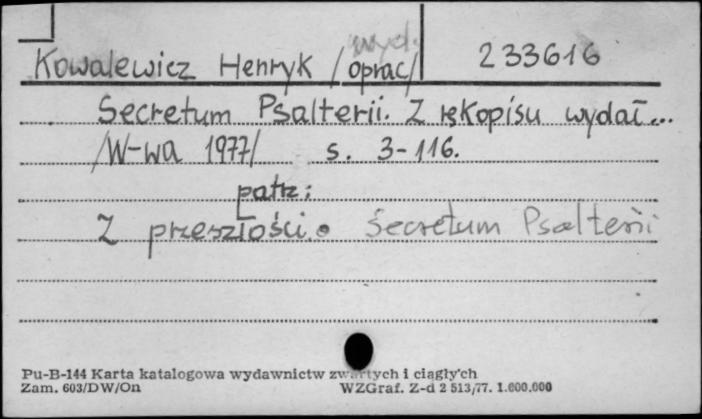 wyd.
Kowalewicz Henryk /oprac/ 233616
Secretum Psalterii. Z rękopisu wydał...
/W-wa 1977/ s. 3-116.
patrz:
Z przeszłości. Secretum Psalterii
Pu-B-144 Karta katalogowa wydawnictw zwartych i ciągłych
Zam. 603/DW/On WZGraf. Z-d 2 513/77. 1.000.000